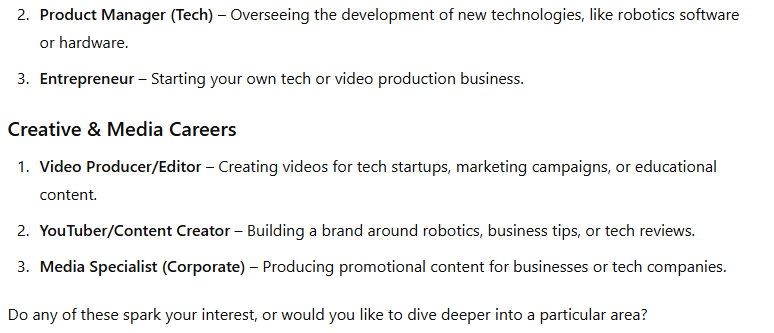 2. Product Manager (Tech) – Overseeing the development of new technologies, like robotics software
or hardware.
3. Entrepreneur – Starting your own tech or video production business.
Creative & Media Careers
1. Video Producer/Editor – Creating videos for tech startups, marketing campaigns, or educational
content.
2. YouTuber/Content Creator – Building a brand around robotics, business tips, or tech reviews.
3. Media Specialist (Corporate) – Producing promotional content for businesses or tech companies.
Do any of these spark your interest, or would you like to dive deeper into a particular area?